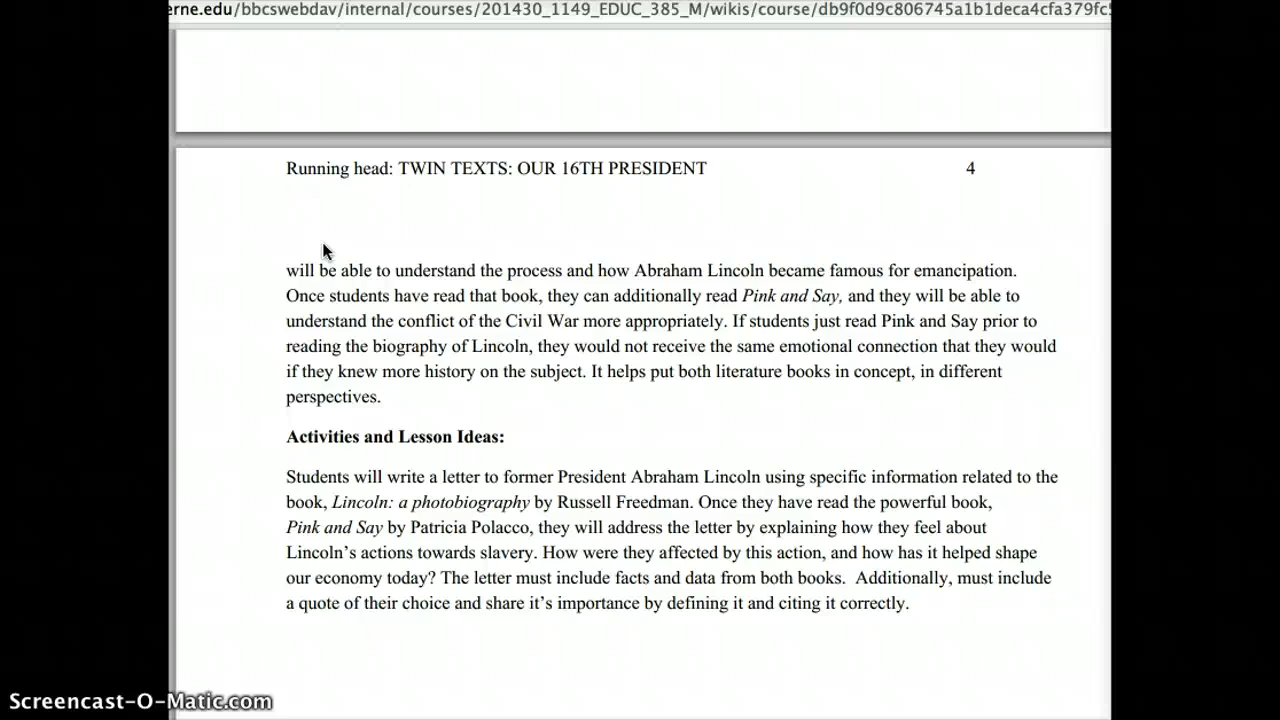 erne.edu/bbcswebdav/internal/courses/201430_1149_EDUC_385_M/wikis/course/db9f0d9c806745a1b1deca4cfa379fc5
Running head: TWIN TEXTS: OUR 16TH PRESIDENT 4
will be able to understand the process and how Abraham Lincoln became famous for emancipation.
Once students have read that book, they can additionally read Pink and Say, and they will be able to
understand the conflict of the Civil War more appropriately. If students just read Pink and Say prior to
reading the biography of Lincoln, they would not receive the same emotional connection that they would
if they knew more history on the subject. It helps put both literature books in concept, in different
perspectives.
Activities and Lesson Ideas:
Students will write a letter to former President Abraham Lincoln using specific information related to the
book, Lincoln: a photobiography by Russell Freedman. Once they have read the powerful book,
Pink and Say by Patricia Polacco, they will address the letter by explaining how they feel about
Lincoln’s actions towards slavery. How were they affected by this action, and how has it helped shape
our economy today? The letter must include facts and data from both books.  Additionally, must include
a quote of their choice and share it’s importance by defining it and citing it correctly.
Screencast-O-Matic.com